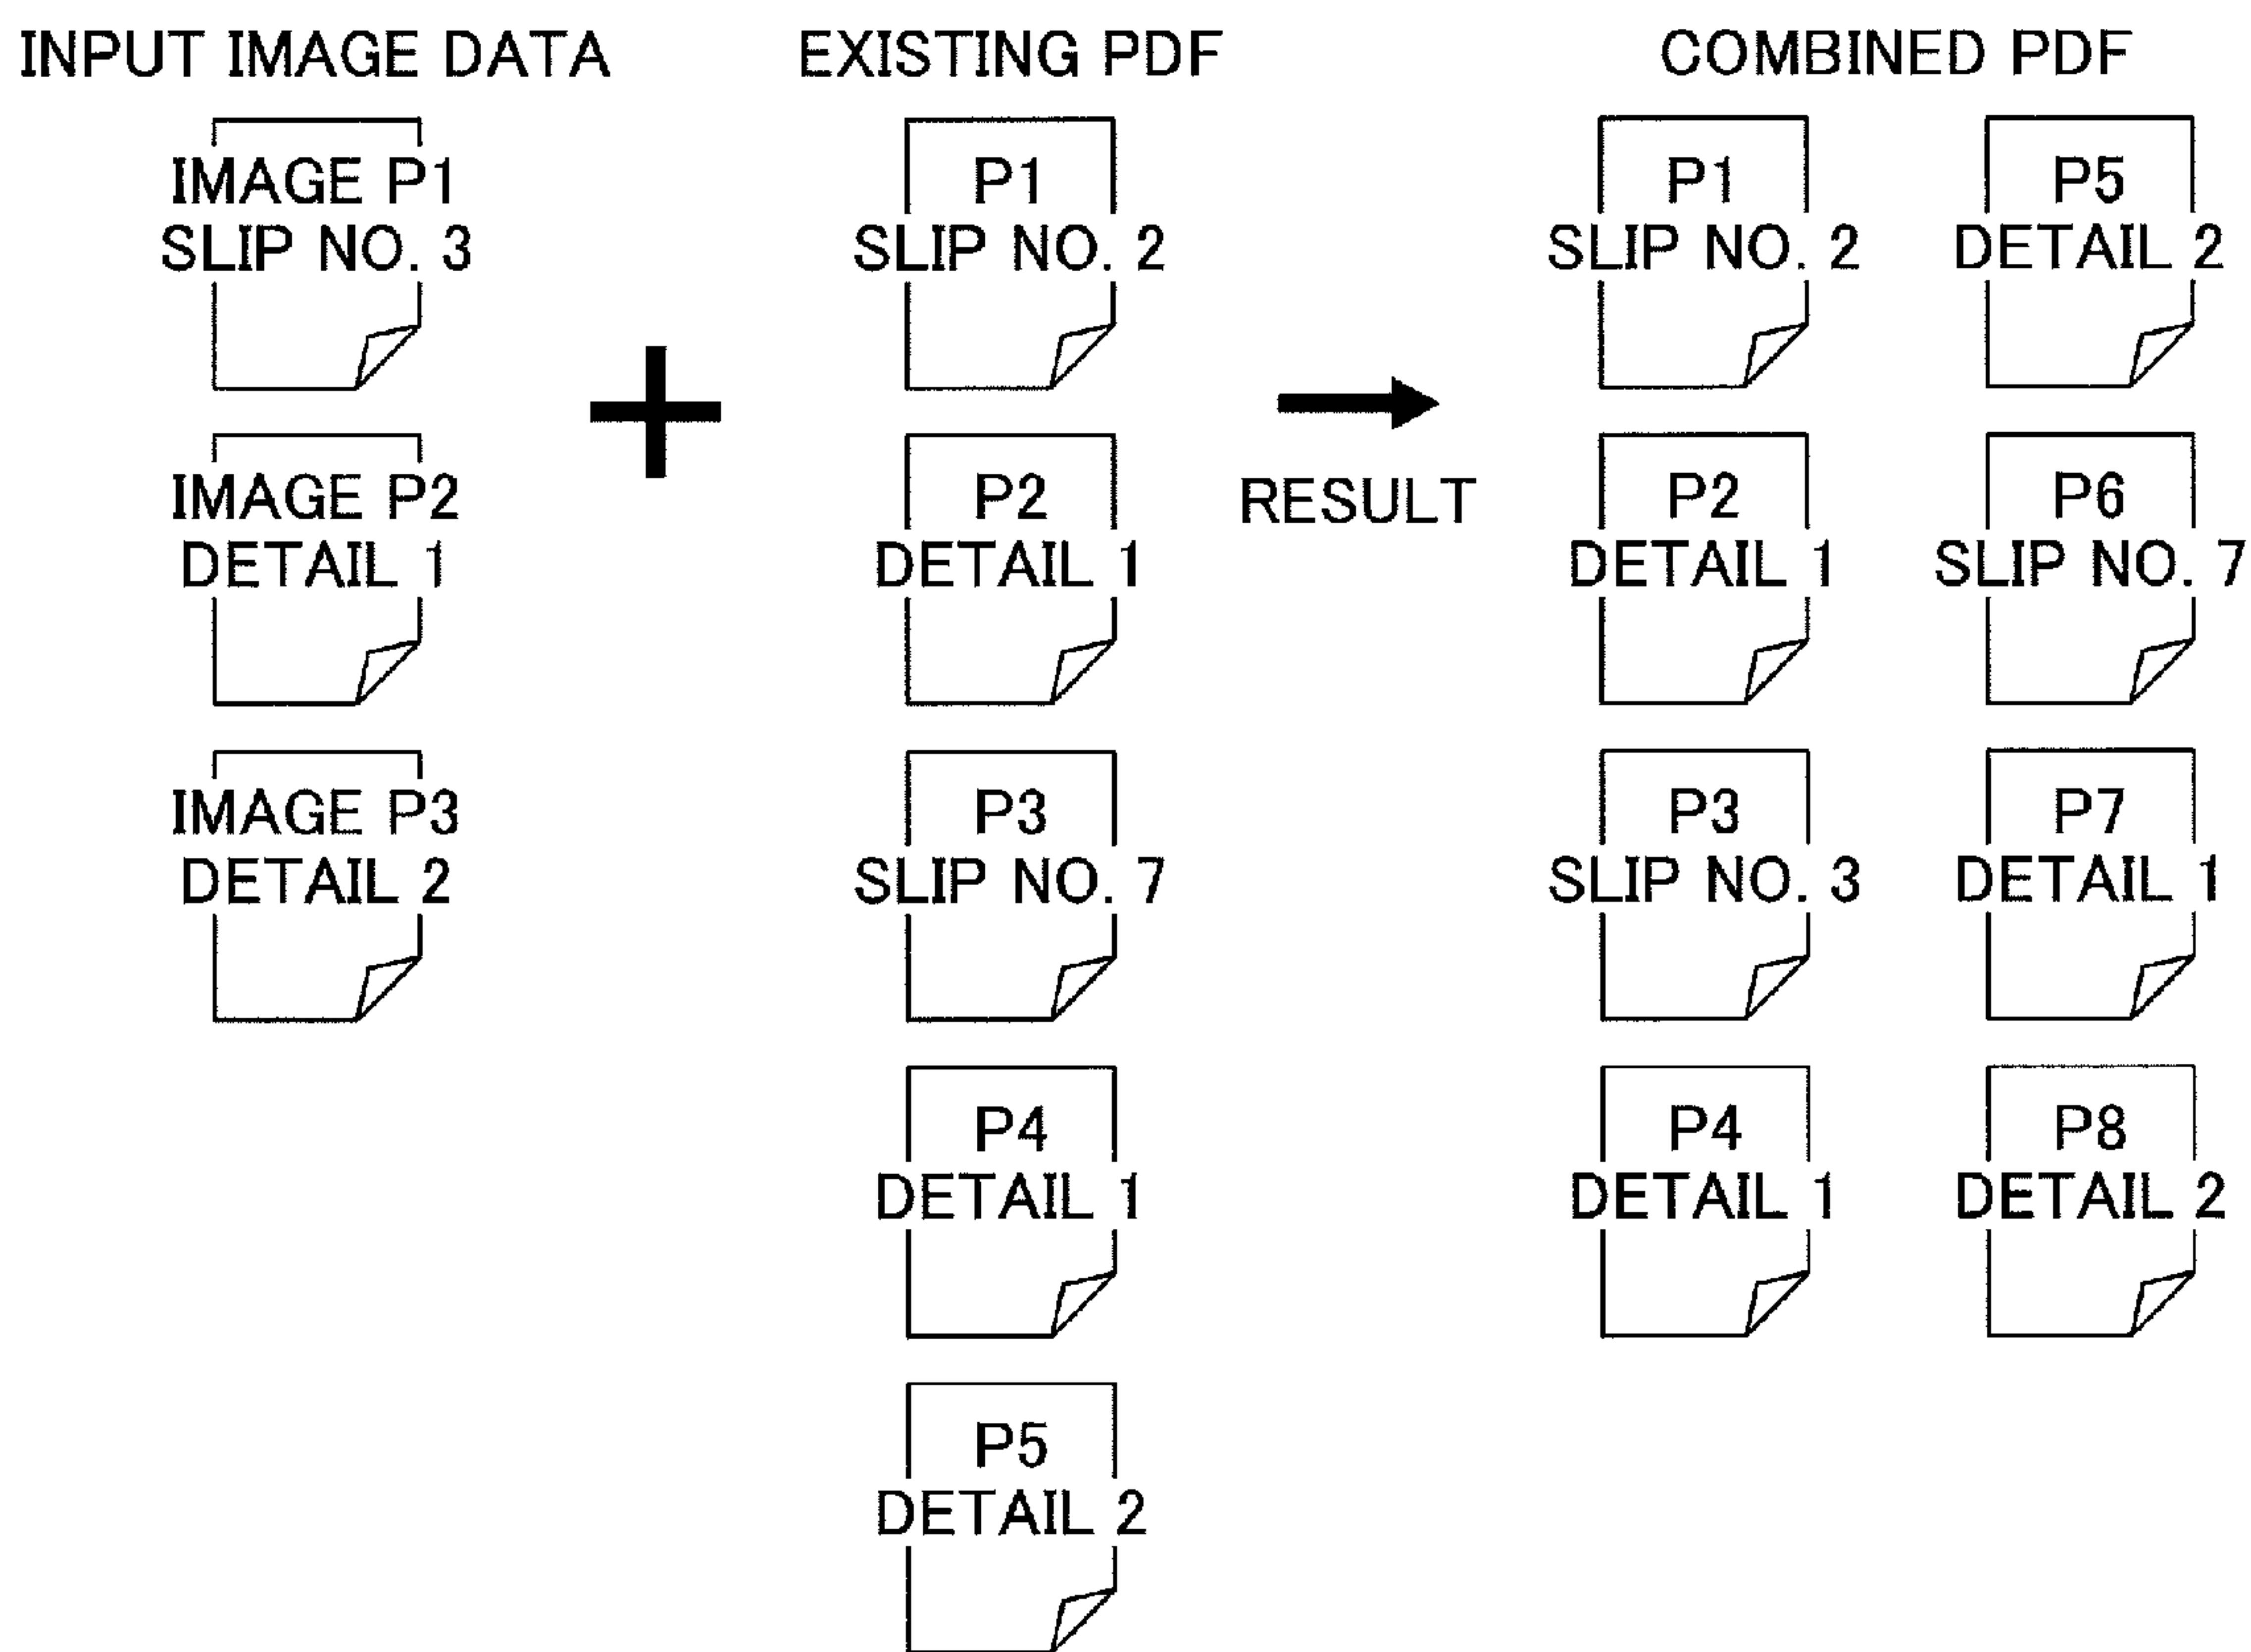 INPUT IMAGE DATA
IMAGE P1
SLIP NO. 3
IMAGE P2
DETAIL 1
IMAGE P3
DETAIL 2
EXISTING PDF
P1
SLIP NO. 2
P2
DETAIL 1
P3
SLIP NO. 7
P4
DETAIL 1
P5
DETAIL 2
RESULT
COMBINED PDF
P1
SLIP NO. 2
P2
DETAIL 1
P3
SLIP NO. 3
P4
DETAIL 1
P5
DETAIL 2
P6
SLIP NO. 7
P7
DETAIL 1
P8
DETAIL 2